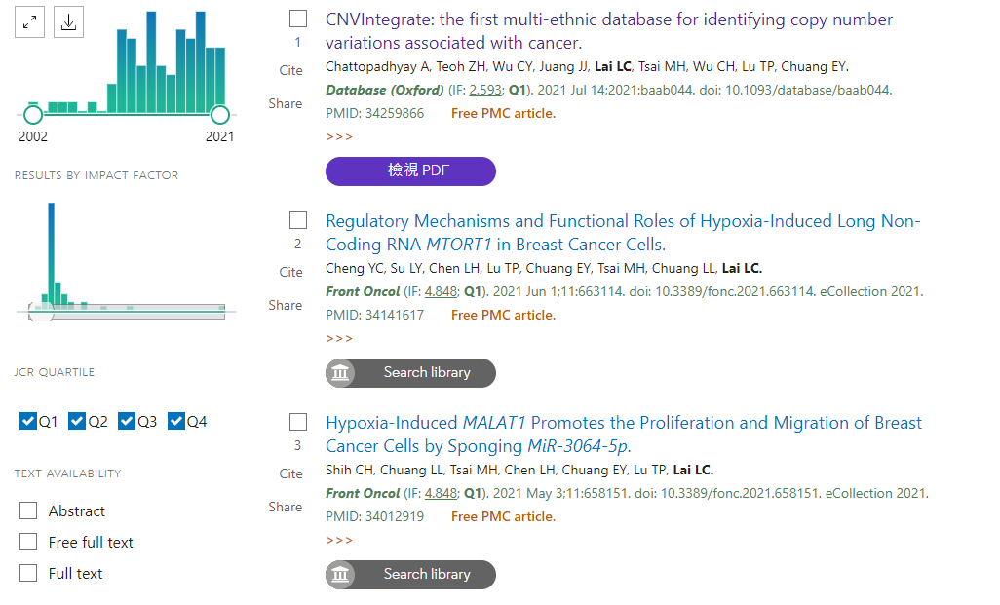 2002
2021
RESULTS BY IMPACT FACTOR
JCR QUARTILE
Q1 Q2 Q3 Q4
TEXT AVAILABILITY
Abstract
Free full text
Full text
1
Cite
Share
CNVIntegrate: the first multi-ethnic database for identifying copy number
variations associated with cancer.
Chattopadhyay A, Teoh ZH, Wu CY, Juang JJ, Lai LC, Tsai MH, Wu CH, Lu TP, Chuang EY.
Database (Oxford) (IF: 2.593; Q1). 2021 Jul 14;2021:baab044. doi: 10.1093/database/baab044.
PMID: 34259866 Free PMC article.
>>>
檢視 PDF
2
Cite
Share
Regulatory Mechanisms and Functional Roles of Hypoxia-Induced Long Non-
Coding RNA MTORT1 in Breast Cancer Cells.
Cheng YC, Su LY, Chen LH, Lu TP, Chuang EY, Tsai MH, Chuang LL, Lai LC.
Front Oncol (IF: 4.848; Q1). 2021 Jun 1;11:663114. doi: 10.3389/fonc.2021.663114. eCollection 2021.
PMID: 34141617 Free PMC article.
>>>
Search library
3
Cite
Share
Hypoxia-Induced MALAT1 Promotes the Proliferation and Migration of Breast
Cancer Cells by Sponging MiR-3064-5p.
Shih CH, Chuang LL, Tsai MH, Chen LH, Chuang EY, Lu TP, Lai LC.
Front Oncol (IF: 4.848; Q1). 2021 May 3;11:658151. doi: 10.3389/fonc.2021.658151. eCollection 2021.
PMID: 34012919 Free PMC article.
>>>
Search library